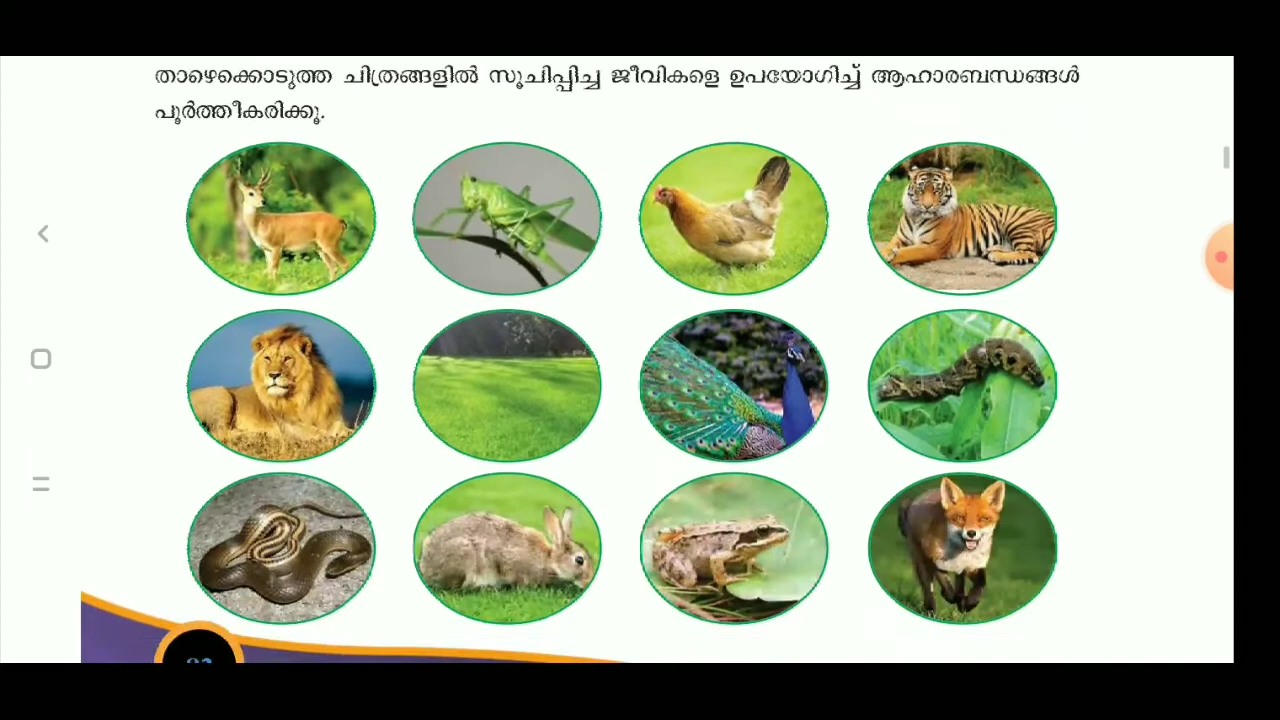 താഴെക്കൊടുത്ത ചിത്രങ്ങളിൽ സൂചിപ്പിച്ച ജീവികളെ ഉപയോഗിച്ച് ആഹാരബന്ധങ്ങൾ
പൂർത്തീകരിക്കൂ.